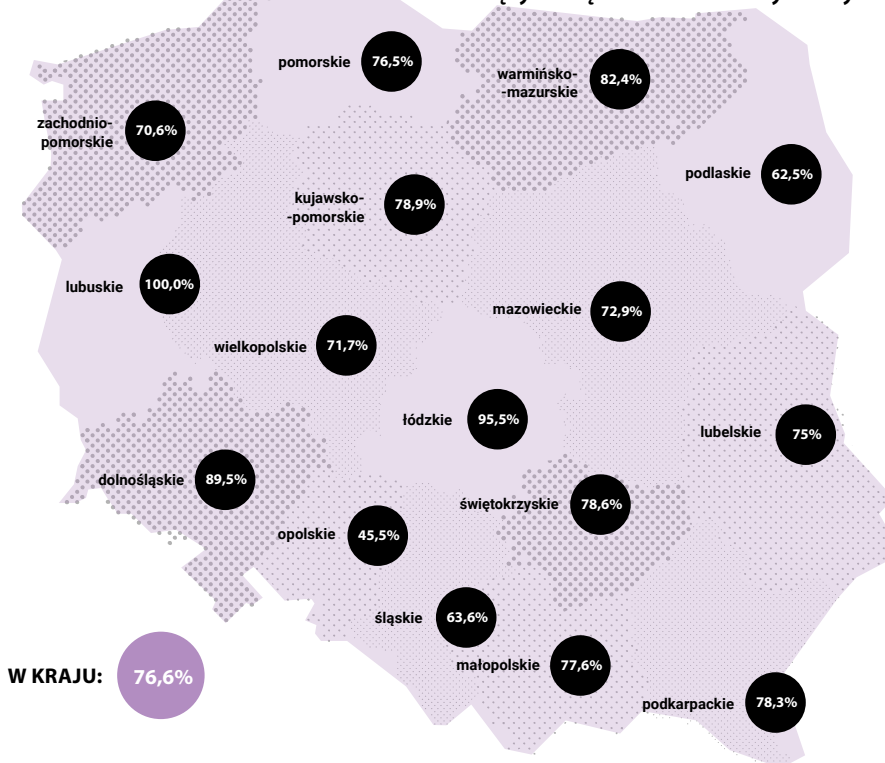 pomorskie
76,5%
warmińsko-
-mazurskie
82,4%
zachodnio-
pomorskie
70,6%
podlaskie
62,5%
kujawsko-
-pomorskie
78,9%
lubuskie
100,0%
mazowieckie
72,9%
wielkopolskie
71,7%
łódzkie
95,5%
lubelskie
75%
dolnośląskie
89,5%
świętokrzyskie
78,6%
opolskie
45,5%
śląskie
63,6%
małopolskie
77,6%
W KRAJU:
76,6%
podkarpackie
78,3%